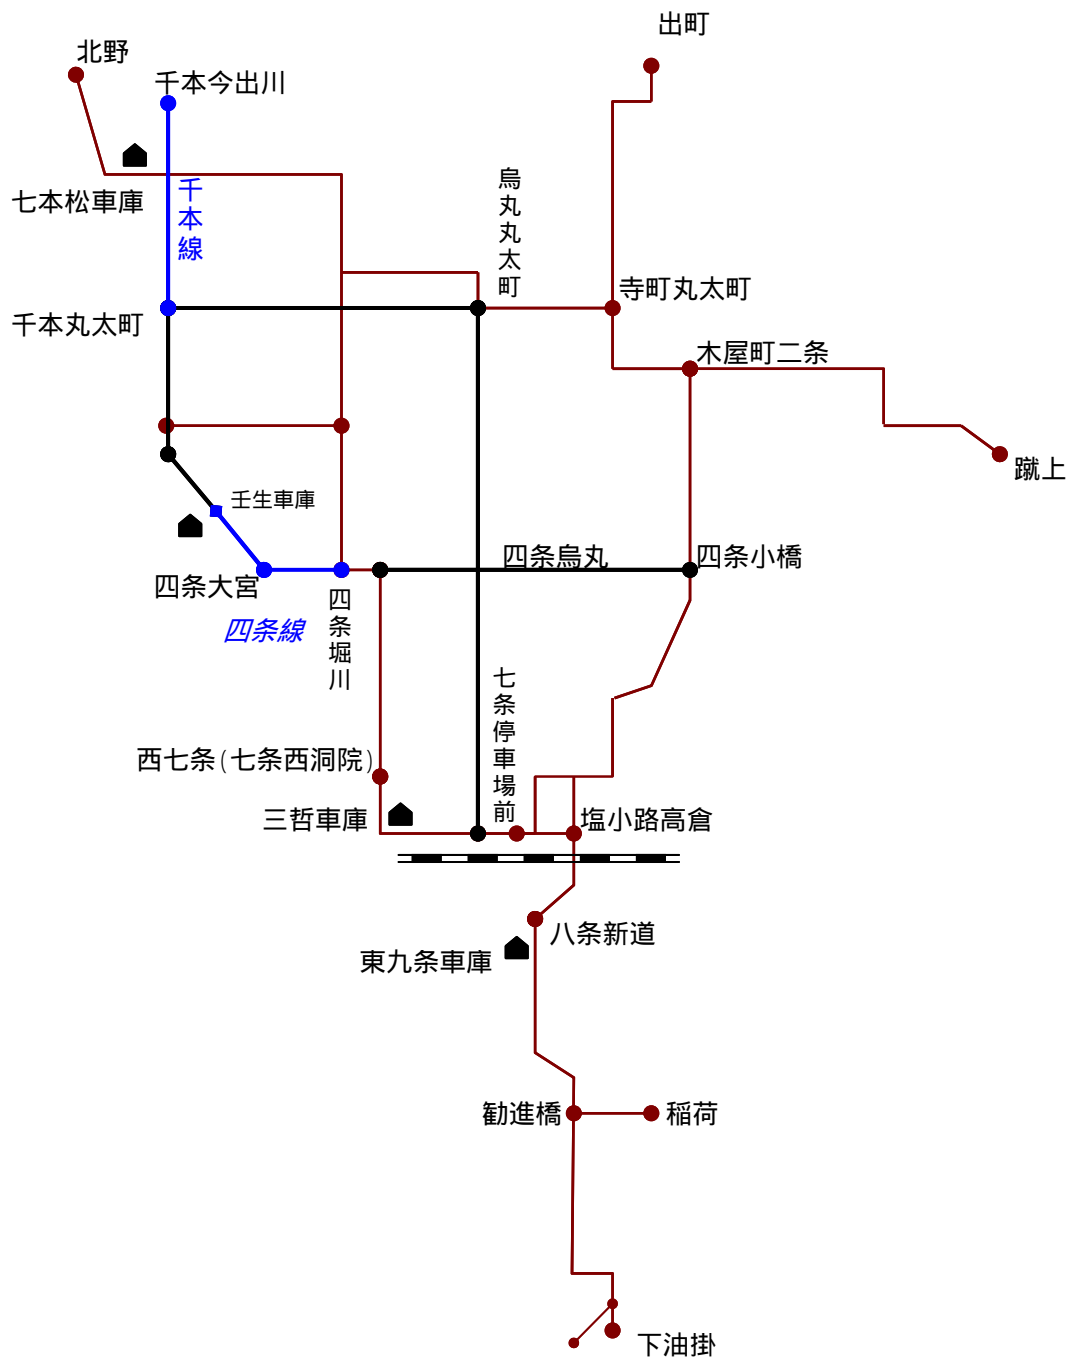 出町
北野
千本今出川
七本松車庫
千本線
烏丸丸太町
寺町丸太町
千本丸太町
木屋町二条
蹴上
壬生車庫
四条烏丸
四条小橋
四条大宮
四条線
四条堀川
七条停車場前
西七条(七条西洞院)
三哲車庫
塩小路高倉
八条新道
東九条車庫
勧進橋
稲荷
下油掛